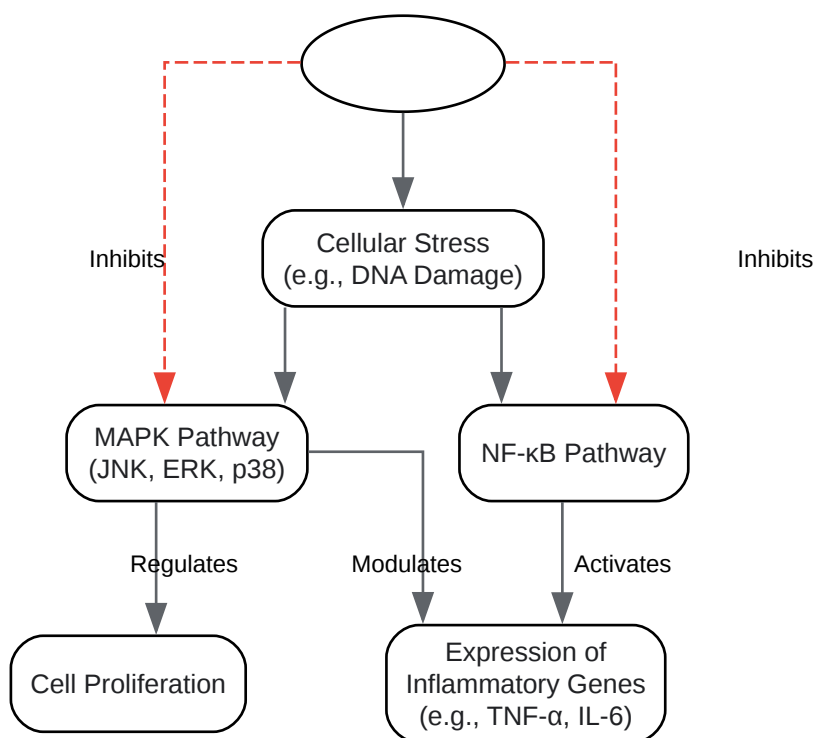 Cellular Stress
(e.g., DNA Damage)
Inhibits
Inhibits
MAPK Pathway
(JNK, ERK, p38)
NF-κB Pathway
Regulates
Modulates
Activates
Cell Proliferation
Expression of
Inflammatory Genes
(e.g., TNF-α, IL-6)